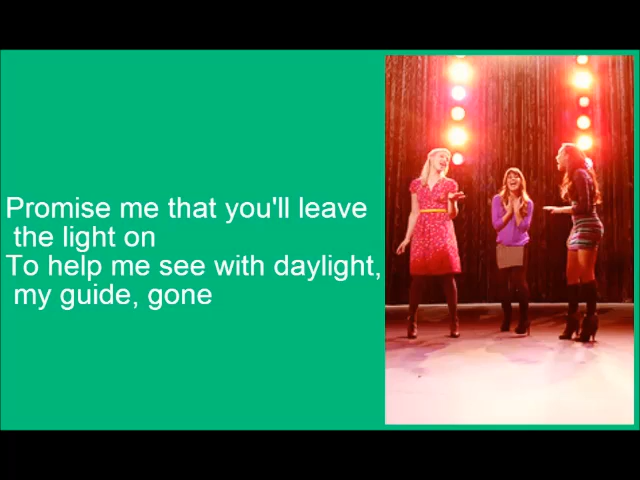 Promise me that you'll leave
the light on
To help me see with daylight,
my guide, gone